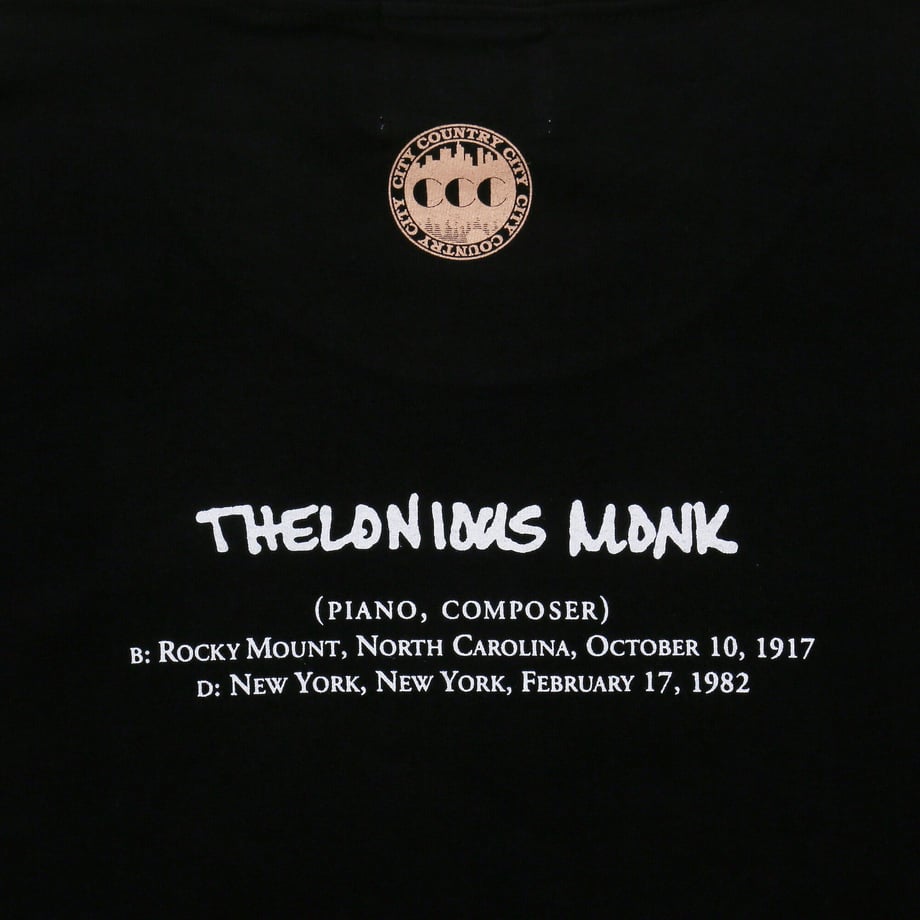 CITY COUNTRY CITY
CCC
CITY COUNTRY CITY
THELONIOUS MONK
(PIANO, COMPOSER)
B: ROCKY MOUNT, NORTH CAROLINA, OCTOBER 10, 1917
D: NEW YORK, NEW YORK, FEBRUARY 17, 1982